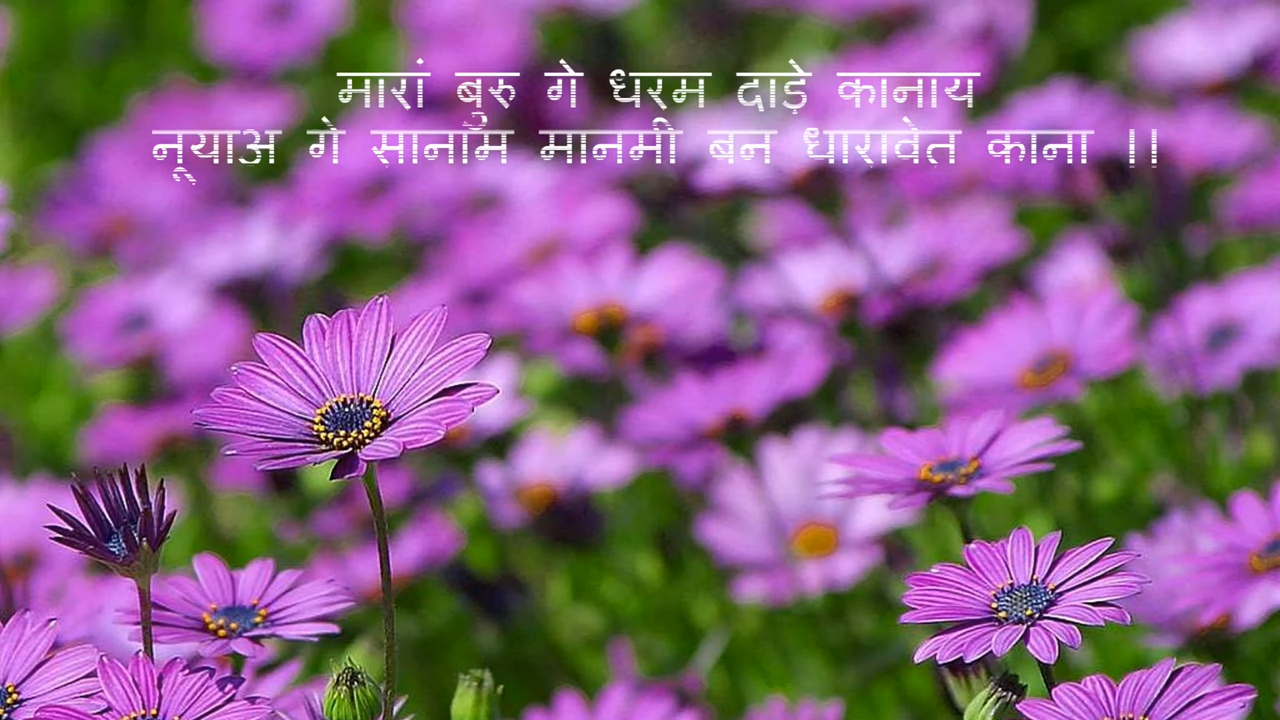 मारां बुरु गे धरम दाड़े कानाय
नूयाअ गे सानाम मानमी बन धारावेत काना ।।